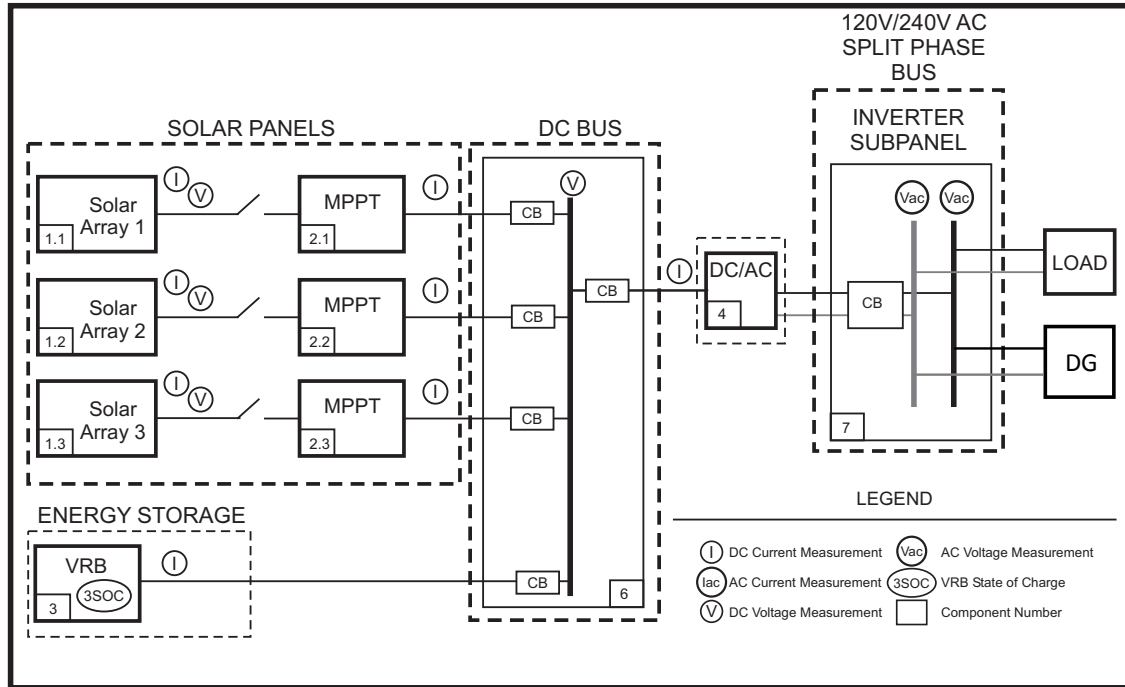 120V/240V AC
SPLIT PHASE
BUS
SOLAR PANELS
DC BUS
INVERTER
SUBPANEL
Solar
Array 1
1.1
I
V
MPPT
2.1
I
CB
V
Vac
Vac
Solar
Array 2
1.2
I
V
MPPT
2.2
I
CB
CB
I
DC/AC
4
CB
LOAD
DG
Solar
Array 3
1.3
I
V
MPPT
2.3
I
CB
7
ENERGY STORAGE
VRB
3SOC
3
I
CB
6
LEGEND
I DC Current Measurement
Vac AC Voltage Measurement
Iac AC Current Measurement
3SOC VRB State of Charge
V DC Voltage Measurement
Component Number